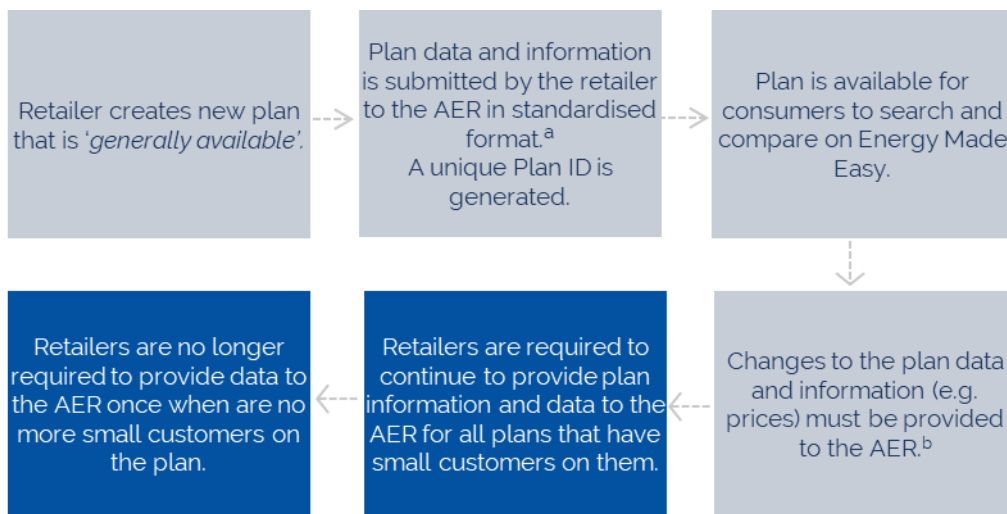 Retailer creates new plan
that is ‘generally available’.
Plan data and information
is submitted by the retailer
to the AER in standardised
format.a
A unique Plan ID is
generated.
Plan is available for
consumers to search and
compare on Energy Made
Easy.
Changes to the plan data
and information (e.g.
prices) must be provided
to the AER.b
Retailers are required to
continue to provide plan
information and data to the
AER for all plans that have
small customers on them.
Retailers are no longer
required to provide data to
the AER once when are no
more small customers on
the plan.